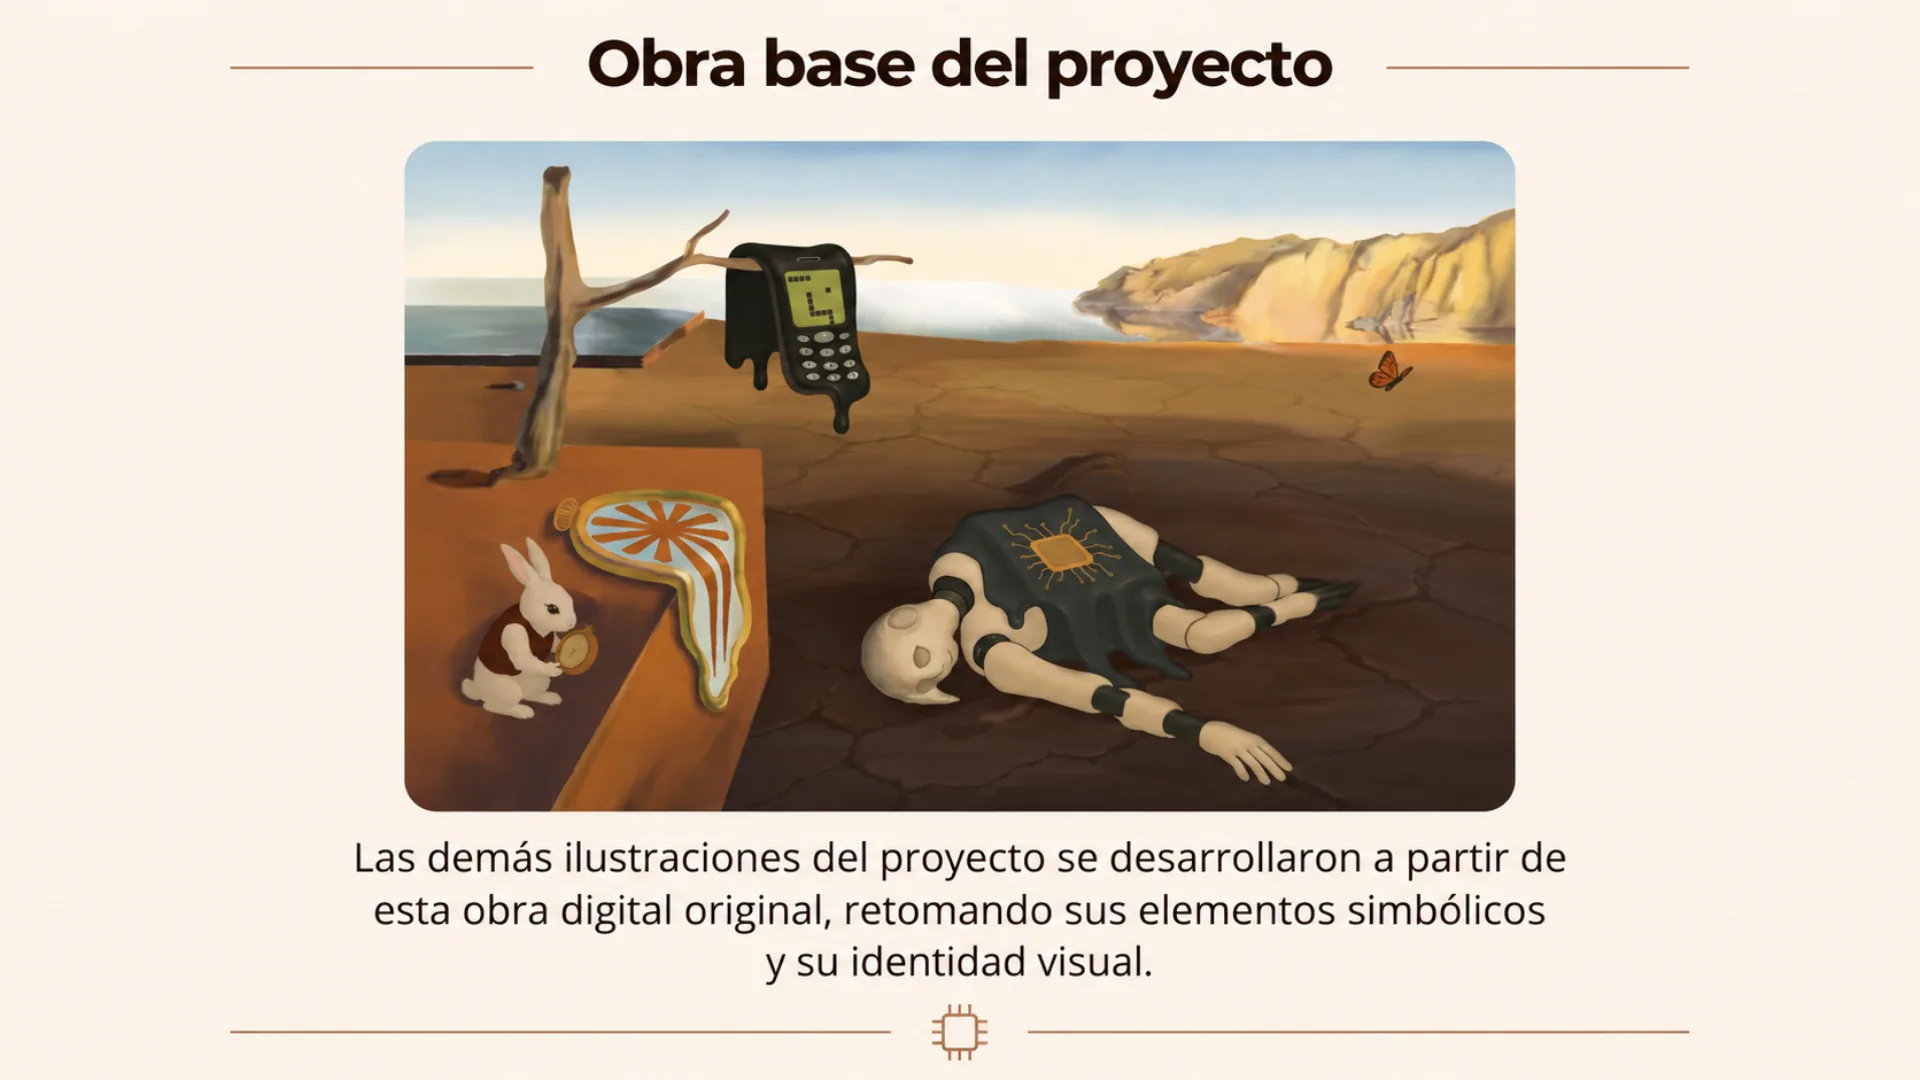 Obra base del proyecto
Las demás ilustraciones del proyecto se desarrollaron a partir de
esta obra digital original, retomando sus elementos simbólicos
y su identidad visual.